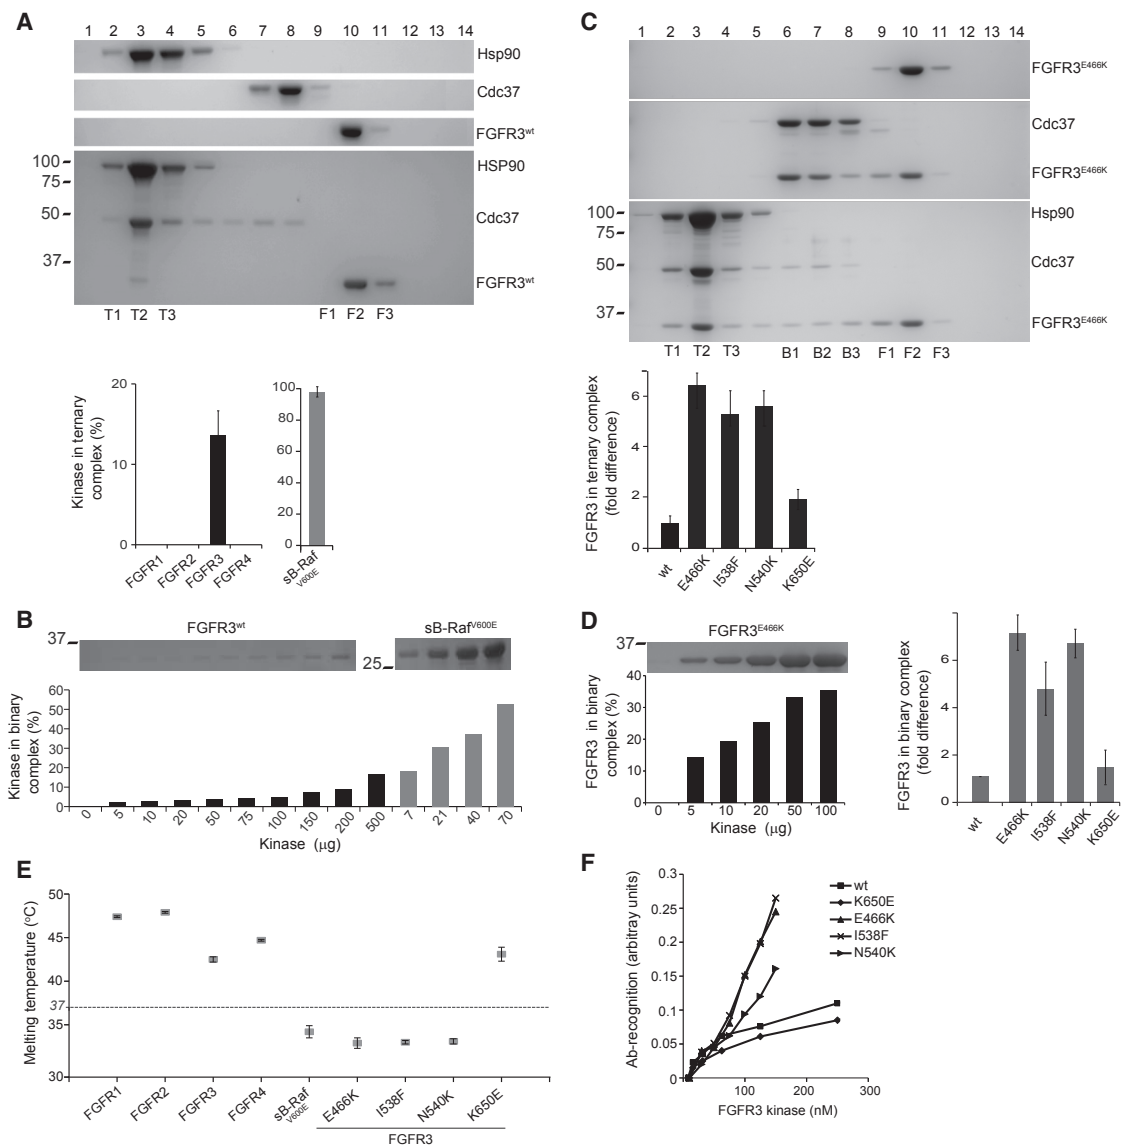 A
1 2 3 4 5 6 7 8 9 10 11 12 13 14
Hsp90
Cdc37
FGFR3wt
100
75
50
37
HSP90
Cdc37
FGFR3wt
T1 T2 T3 F1 F2 F3
Kinase in ternary
complex (%)
20
10
0
FGFR1 FGFR2 FGFR3 FGFR4
100
80
60
40
20
0
sB-Raf
V600E
B
37
FGFR3wt
25
sB-RafV600E
Kinase in binary
complex (%)
60
50
40
30
20
10
0
0 5 10 20 50 75 100 150 200 500 7 21 40 70
Kinase (μg)
C
1 2 3 4 5 6 7 8 9 10 11 12 13 14
FGFR3E466K
Cdc37
FGFR3E466K
100
75
50
37
Hsp90
Cdc37
FGFR3E466K
T1 T2 T3 B1 B2 B3 F1 F2 F3
FGFR3 in ternary complex
(fold difference)
6
4
2
0
wt E466K I538F N540K K650E
D
37
FGFR3E466K
FGFR3 in binary
complex (%)
40
30
20
10
0
0 5 10 20 50 100
Kinase (μg)
FGFR3 in binary complex
(fold difference)
6
4
2
0
wt E466K I538F N540K K650E
E
Melting temperature (oC)
50
45
40
37
35
30
FGFR1 FGFR2 FGFR3 FGFR4 sB-Raf V600E E466K I538F N540K K650E
FGFR3
F
Ab-recognition (arbitray units)
0.3
0.25
0.2
0.15
0.1
0.05
0
100 200 300
FGFR3 kinase (nM)
wt
K650E
E466K
I538F
N540K